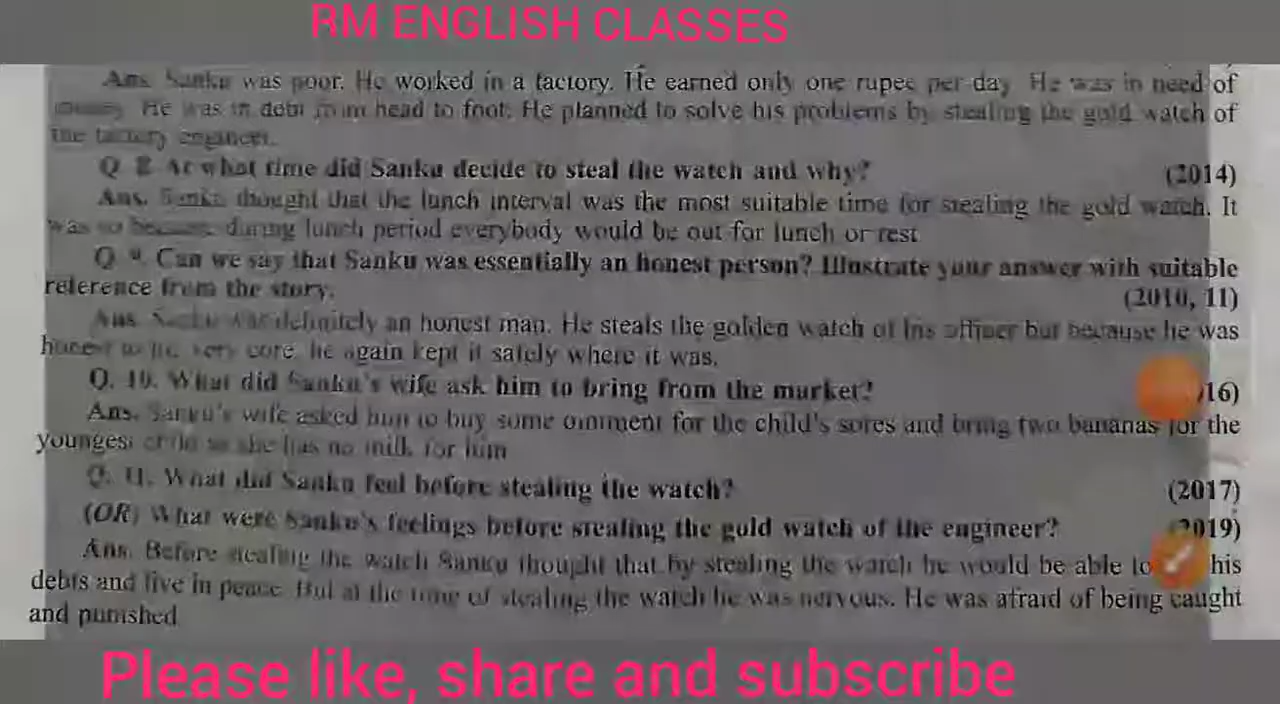 RM ENGLISH CLASSES
Ans. Sanku was poor. He worked in a factory. He earned only one rupee per day. He was in need of
money. He was in debt from head to foot. He planned to solve his problems by stealing the gold watch of
the factory engineer.
Q. 8. At what time did Sanku decide to steal the watch and why? (2014)
Ans. Sanku thought that the lunch interval was the most suitable time for stealing the gold watch. It
was so because during lunch period everybody would be out for lunch or rest
Q. 9. Can we say that Sanku was essentially an honest person? Illustrate your answer with suitable
reference from the story. (2010, 11)
Ans. Sanku was definitely an honest man. He steals the golden watch of his officer but because he was
honest to his very core, he again kept it safely where it was.
Q. 10. What did Sanku's wife ask him to bring from the market? 16)
Ans. Sanku's wife asked him to buy some ointment for the child's sores and bring two bananas for the
youngest child as she has no milk for him
Q. 11. What did Sanku feel before stealing the watch? (2017)
(OR) What were Sanku's feelings before stealing the gold watch of the engineer? (2019)
Ans. Before stealing the watch Sanku thought that by stealing the watch he would be able to his
debts and live in peace. But at the time of stealing the watch he was nervous. He was afraid of being caught
and punished
Please like, share and subscribe